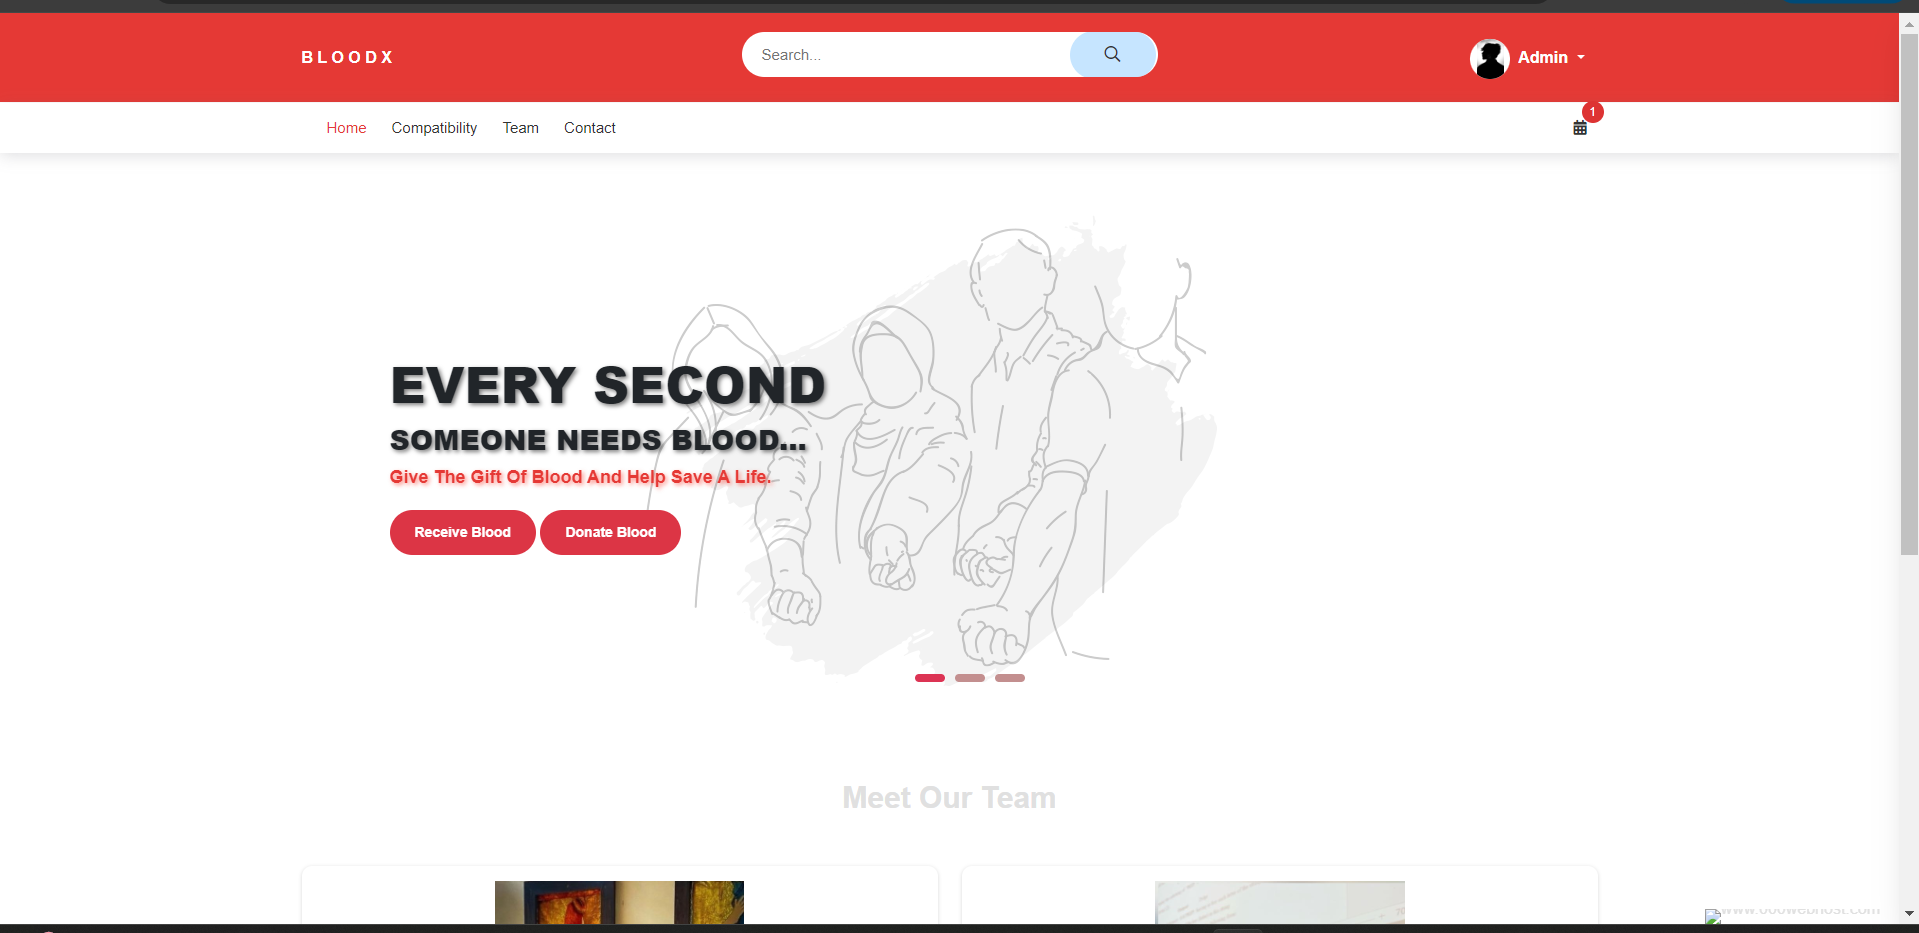 BLOODX
Search...
Admin
Home
Compatibility
Team
Contact
1
EVERY SECOND
SOMEONE NEEDS BLOOD...
Give The Gift Of Blood And Help Save A Life.
Receive Blood
Donate Blood
Meet Our Team
www.000webhost.com